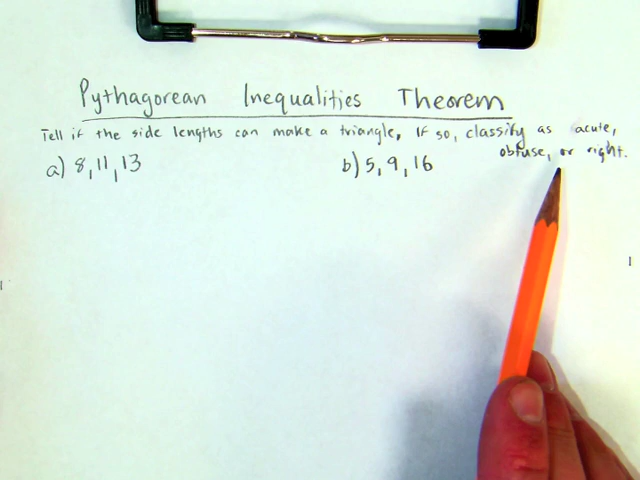 Pythagorean Inequalities Theorem
Tell if the side lengths can make a triangle. If so, classify as acute,
obtuse, or right.
a) 8, 11, 13 b) 5, 9, 16